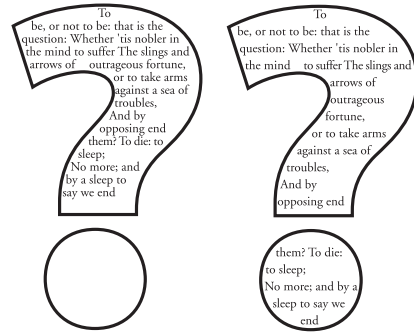 To
be, or not to be: that is the
question: Whether 'tis nobler in
the mind to suffer The slings and
arrows of outrageous fortune,
or to take arms
against a sea of
troubles,
And by
opposing end
them? To die: to
sleep;
No more; and
by a sleep to
say we end
To
be, or not to be: that is the
question: Whether 'tis nobler in
the mind to suffer The slings and
arrows of
outrageous
fortune,
or to take arms
against a sea of
troubles,
And by
opposing end
them? To die:
to sleep;
No more; and by a
sleep to say we
end